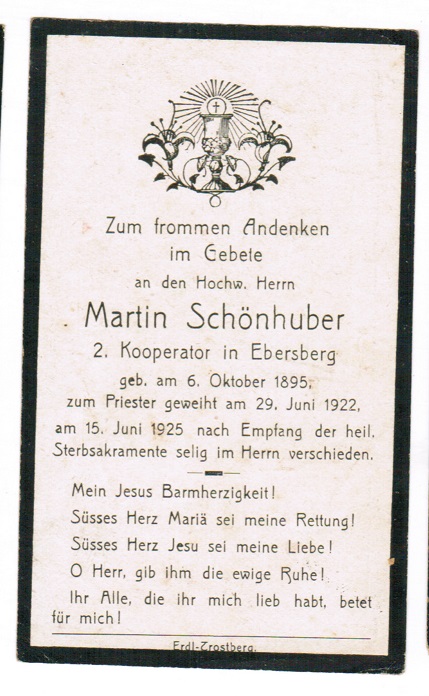 Zum frommen Andenken
im Gebete
an den Hochw. Herrn
Martin Schönhuber
2. Kooperator in Ebersberg
geb. am 6. Oktober 1895,
zum Priester geweiht am 29. Juni 1922,
am 15. Juni 1925 nach Empfang der heil.
Sterbsakramente selig im Herrn verschieden.
Mein Jesus Barmherzigkeit!
Süsses Herz Mariä sei meine Rettung!
Süsses Herz Jesu sei meine Liebe!
O Herr, gib ihm die ewige Ruhe!
Ihr Alle, die ihr mich lieb habt, betet
für mich!
Erdl-Trostberg.